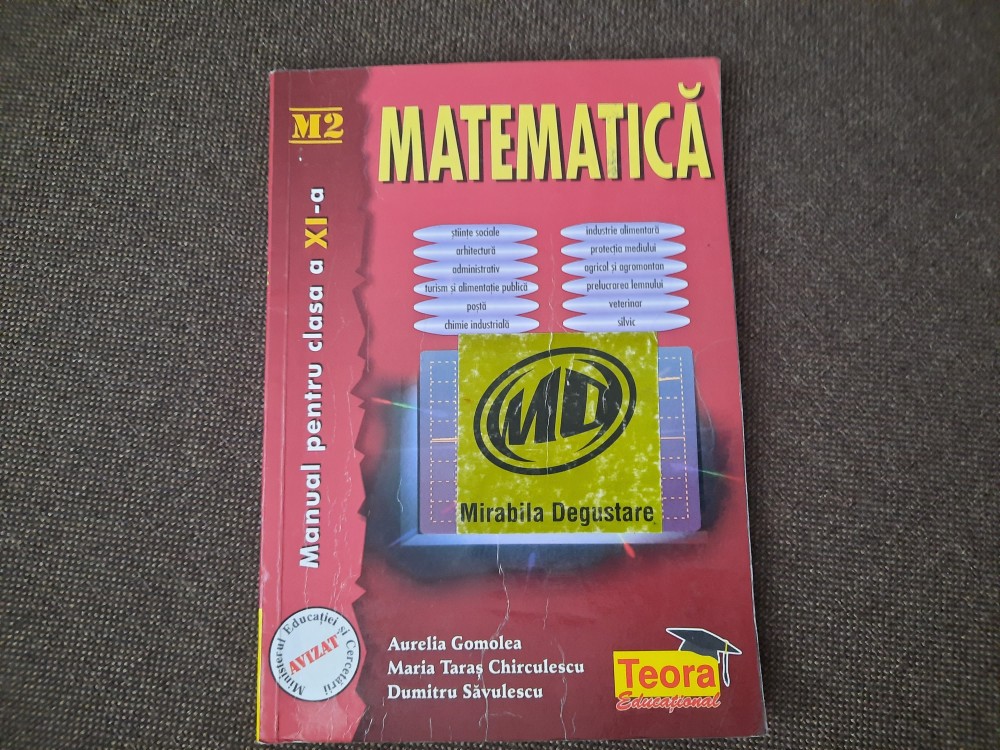 M2
MATEMATICĂ
Manual pentru clasa a XI-a
științe sociale
arhitectură
administrativ
turism și alimentație publică
poștă
chimie industrială
industrie alimentară
protecția mediului
agricol și agromontan
prelucrarea lemnului
veterinar
silvic
MD
Mirabila Degustare
Ministerul Educației și Cercetării
AVIZAT
Aurelia Gomolea
Maria Taraș Chirculescu
Dumitru Săvulescu
Teora
Educațional